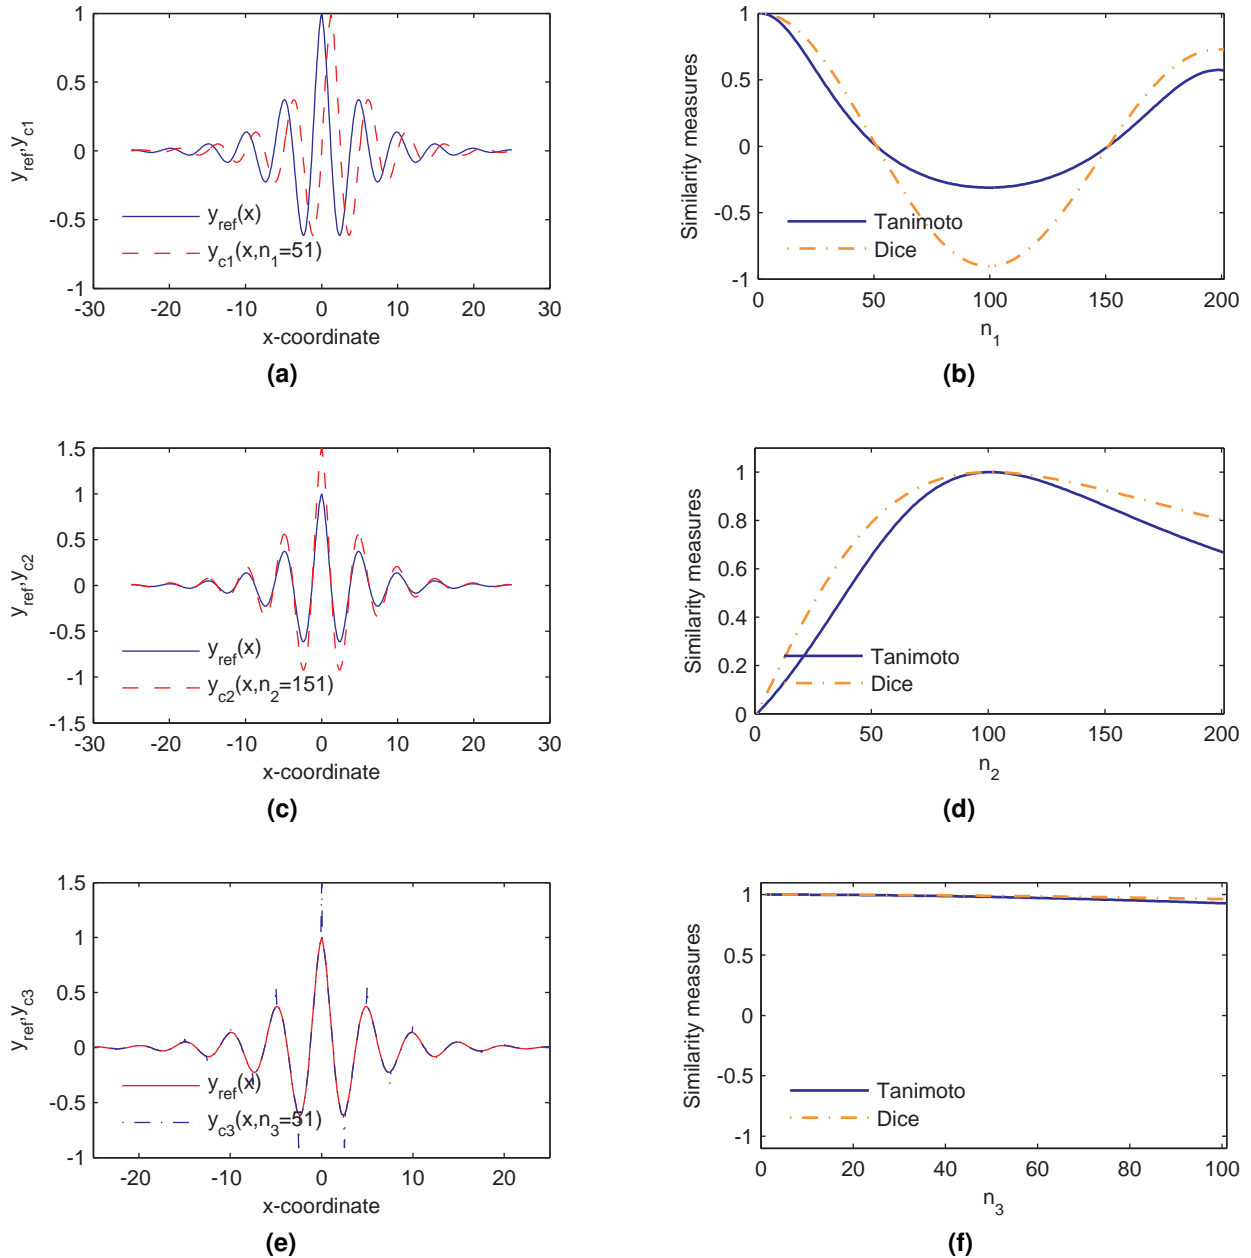 1
0.5
0
-0.5
-1
-30
-20
-10
0
10
20
30
x-coordinate
y_ref,y_c1
y_ref(x)
y_c1(x,n_1=51)
(a)
1
0.5
0
-0.5
-1
0
50
100
150
200
n_1
Similarity measures
Tanimoto
Dice
(b)
1.5
1
0.5
0
-0.5
-1
-1.5
-30
-20
-10
0
10
20
30
x-coordinate
y_ref,y_c2
y_ref(x)
y_c2(x,n_2=151)
(c)
1
0.8
0.6
0.4
0.2
0
0
50
100
150
200
n_2
Similarity measures
Tanimoto
Dice
(d)
1.5
1
0.5
0
-0.5
-1
-20
-10
0
10
20
x-coordinate
y_ref,y_c3
y_ref(x)
y_c3(x,n_3=51)
(e)
1
0.5
0
-0.5
-1
0
20
40
60
80
100
n_3
Similarity measures
Tanimoto
Dice
(f)